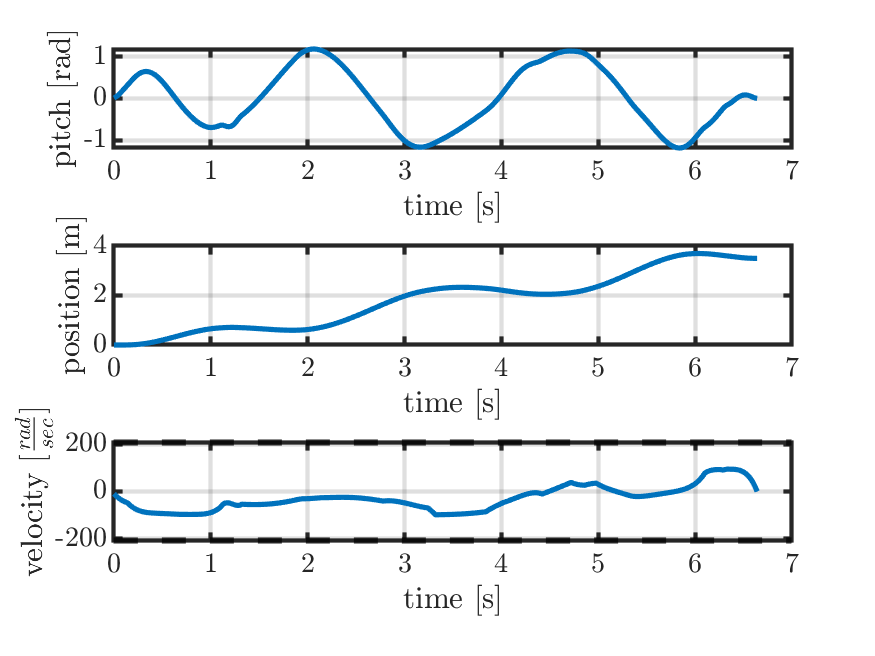 pitch [rad]
1
0
-1
0 1 2 3 4 5 6 7
time [s]
position [m]
4
2
0
0 1 2 3 4 5 6 7
time [s]
velocity [rad/sec]
200
0
-200
0 1 2 3 4 5 6 7
time [s]